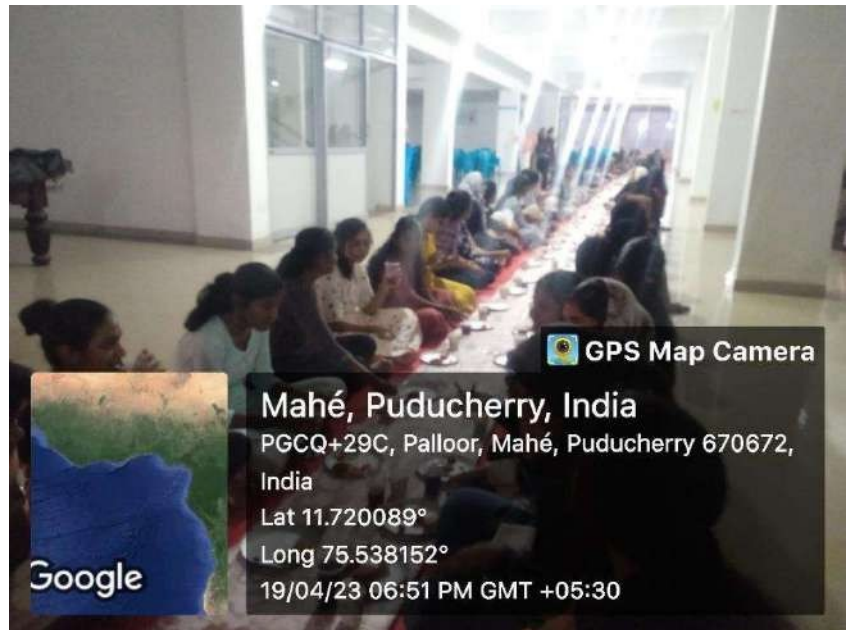 GPS Map Camera
Mahé, Puducherry, India
PGCQ+29C, Palloor, Mahé, Puducherry 670672,
India
Lat 11.720089°
Long 75.538152°
19/04/23 06:51 PM GMT +05:30
Google